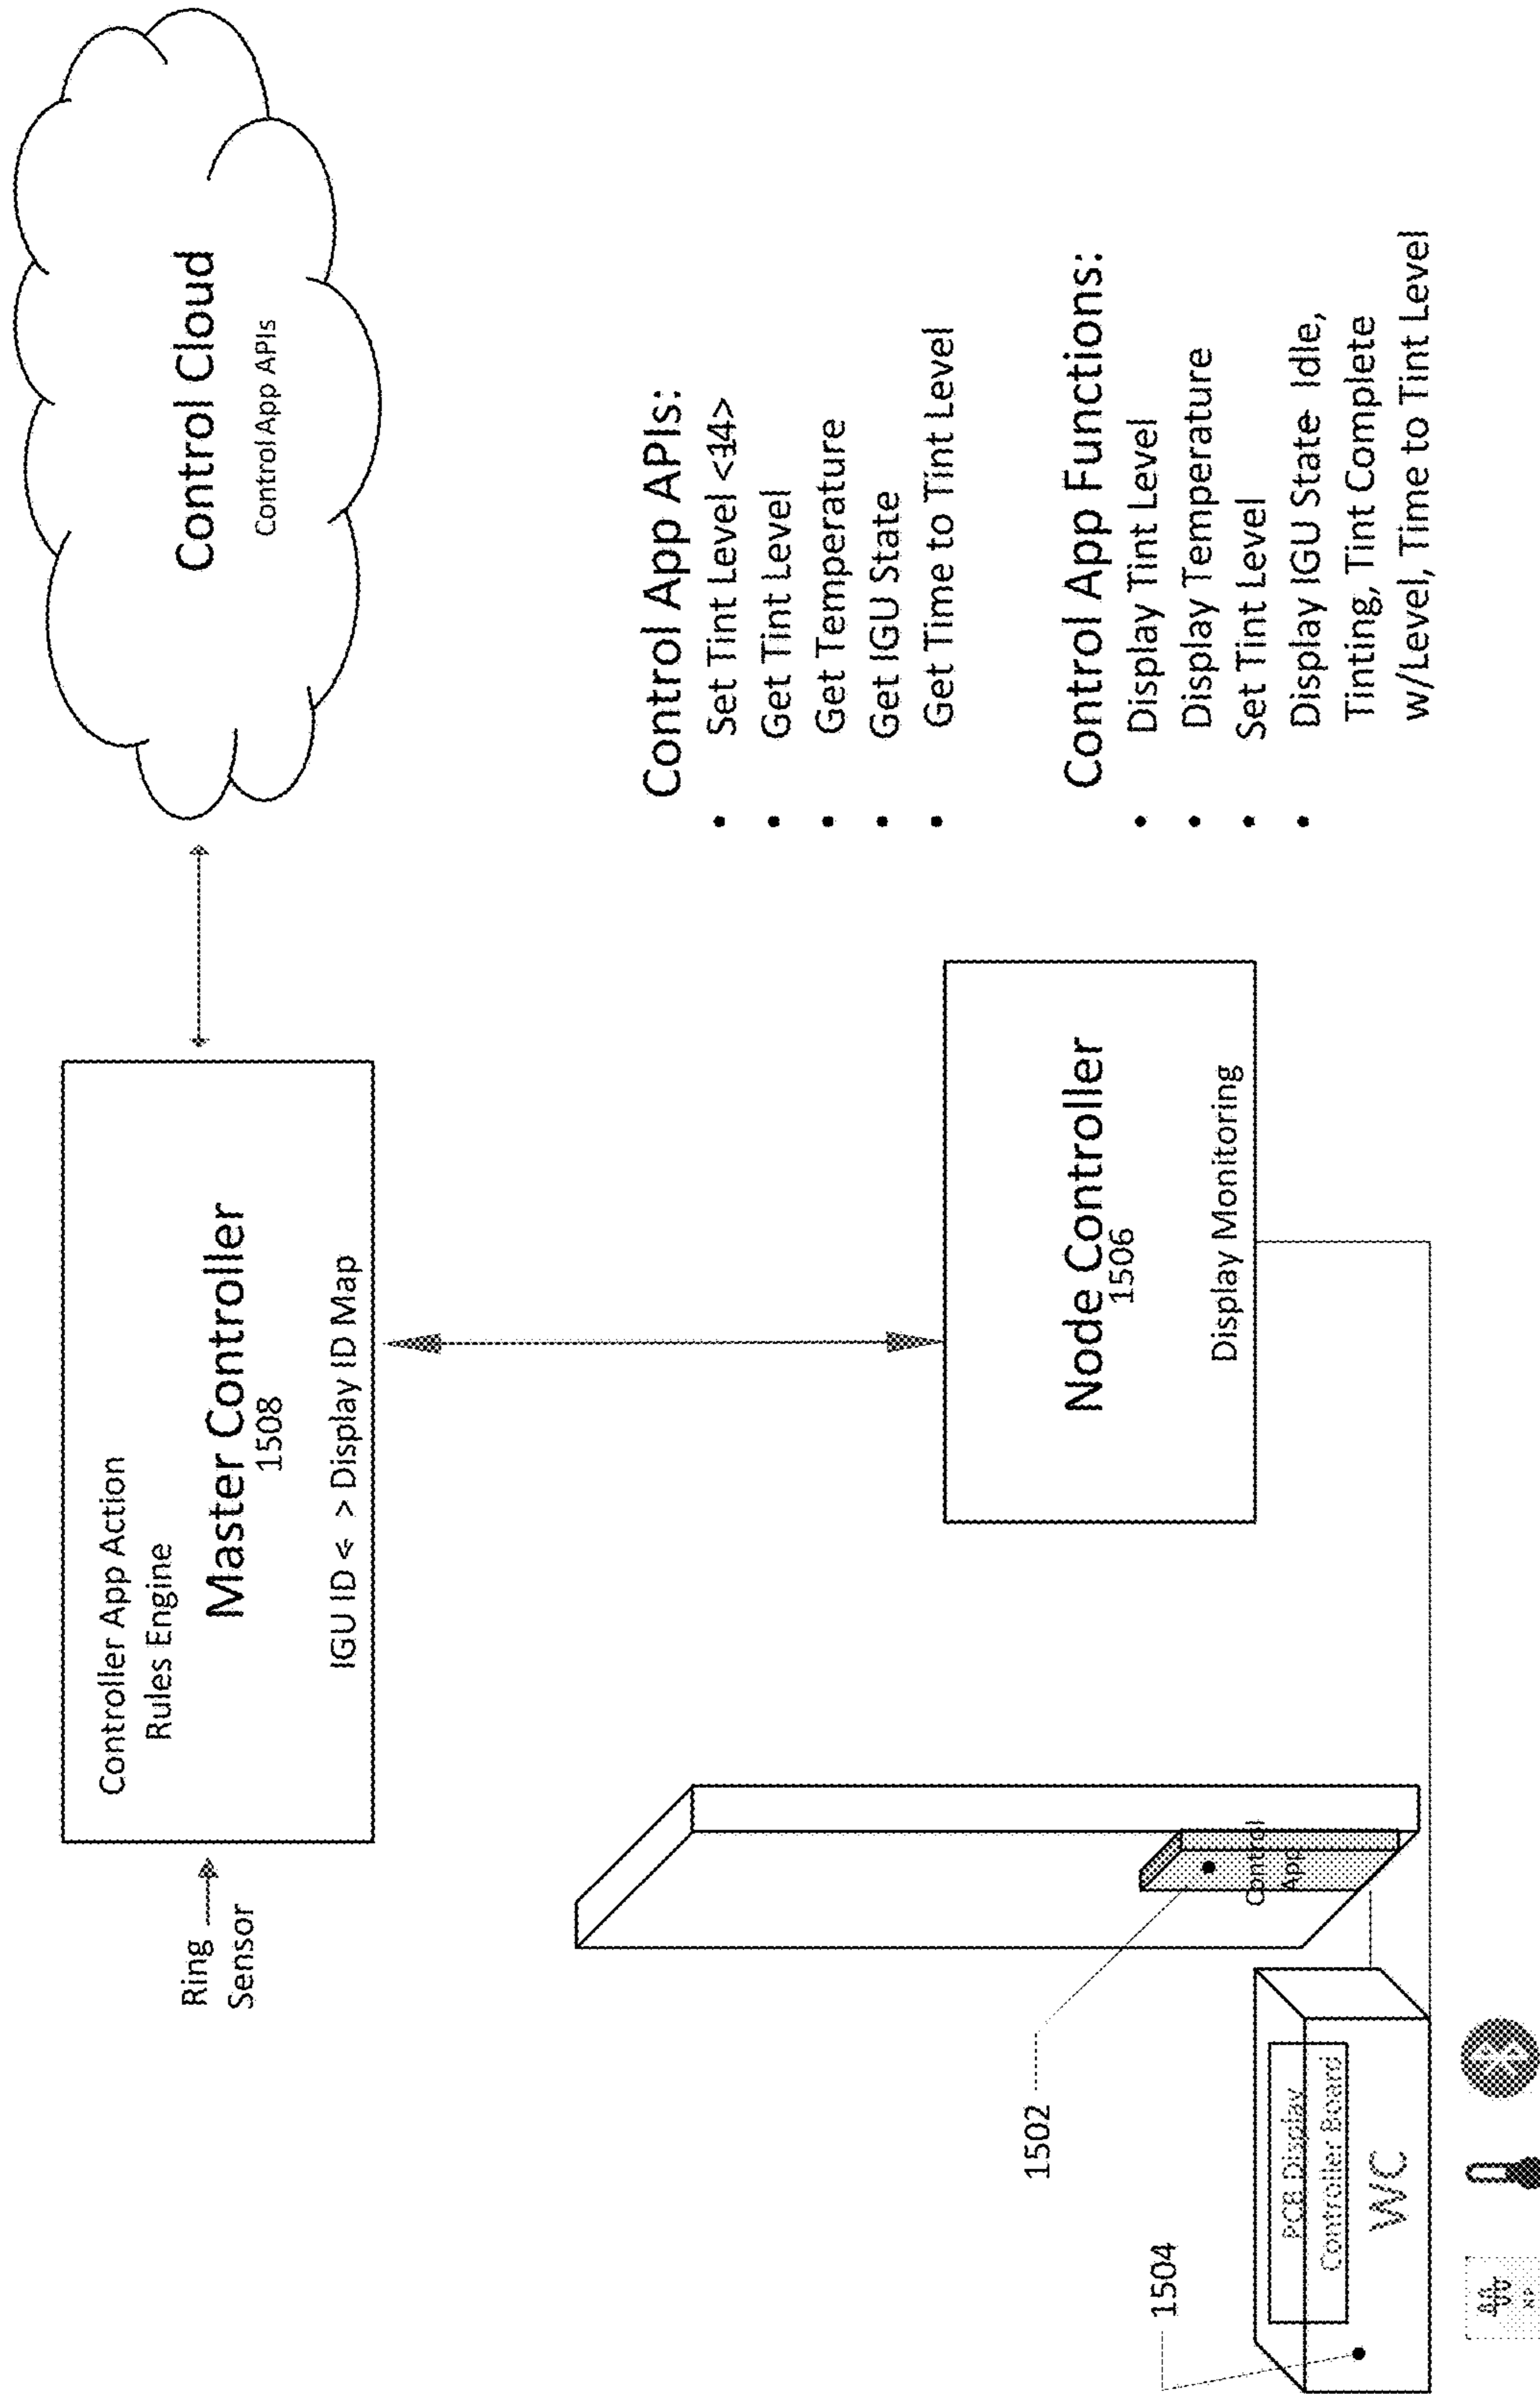 Control Cloud
Control App APIs
Controller App Action
Rules Engine
Master Controller
1508
IGU ID < > Display ID Map
Ring
Sensor
Control App APIs:
• Set Tint Level <14>
• Get Tint Level
• Get Temperature
• Get IGU State
• Get Time to Tint Level
Node Controller
1506
Display Monitoring
Control App Functions:
• Display Tint Level
• Display Temperature
• Set Tint Level
• Display IGU State Idle,
Tinting, Tint Complete
w/Level, Time to Tint Level
Control
App
1502
1504
PCB Display
Controller Board
WC